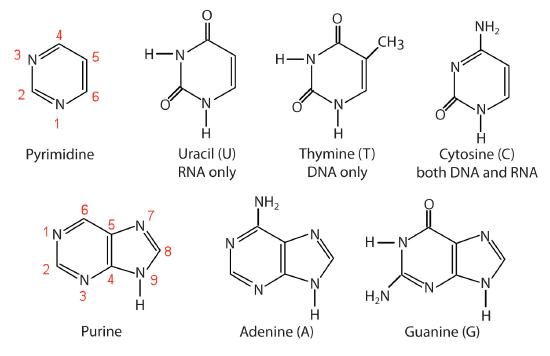 4
3 N 5
2 N 6
1
Pyrimidine
O
H N
O N
H
Uracil (U)
RNA only
O
H N CH3
O N
H
Thymine (T)
DNA only
NH₂
N
O N
H
Cytosine (C)
both DNA and RNA
6
1 N 5 N 7
2 8
N 4 N 9
3 H
Purine
NH₂
N N
N N
H
Adenine (A)
O
H N N
H₂N N N
H
Guanine (G)